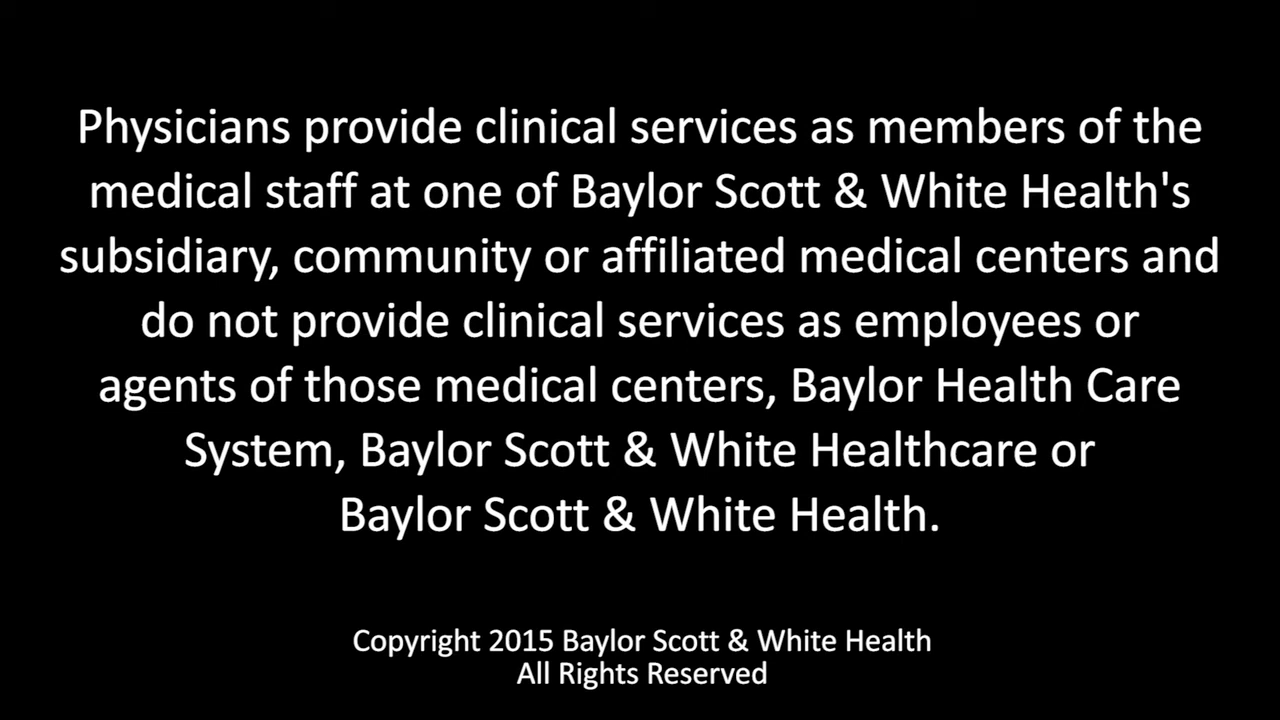 Physicians provide clinical services as members of the
medical staff at one of Baylor Scott & White Health's
subsidiary, community or affiliated medical centers and
do not provide clinical services as employees or
agents of those medical centers, Baylor Health Care
System, Baylor Scott & White Healthcare or
Baylor Scott & White Health.
Copyright 2015 Baylor Scott & White Health
All Rights Reserved